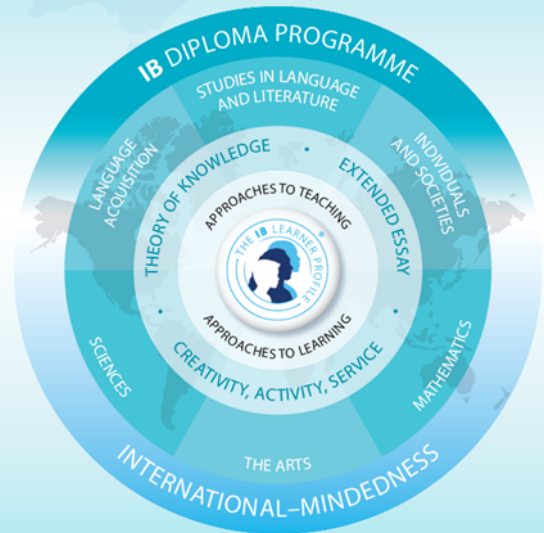 IB DIPLOMA PROGRAMME
STUDIES IN LANGUAGE
AND LITERATURE
LANGUAGE
ACQUISITION
INDIVIDUALS
AND SOCIETIES
THEORY OF KNOWLEDGE
•
EXTENDED ESSAY
APPROACHES TO TEACHING
THE IB LEARNER PROFILE
®
APPROACHES TO LEARNING
•
CREATIVITY, ACTIVITY, SERVICE
•
SCIENCES
MATHEMATICS
THE ARTS
INTERNATIONAL–MINDEDNESS